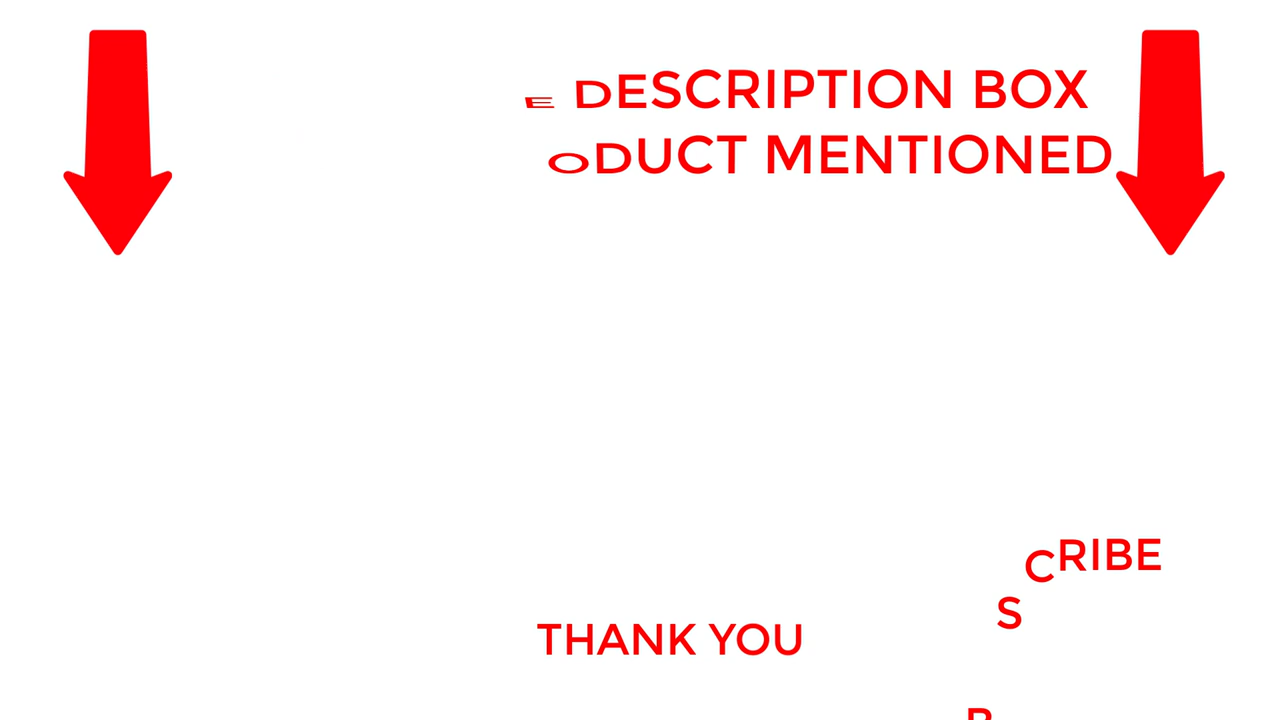 E DESCRIPTION BOX
ODUCT MENTIONED
CRIBE
S
THANK YOU
B